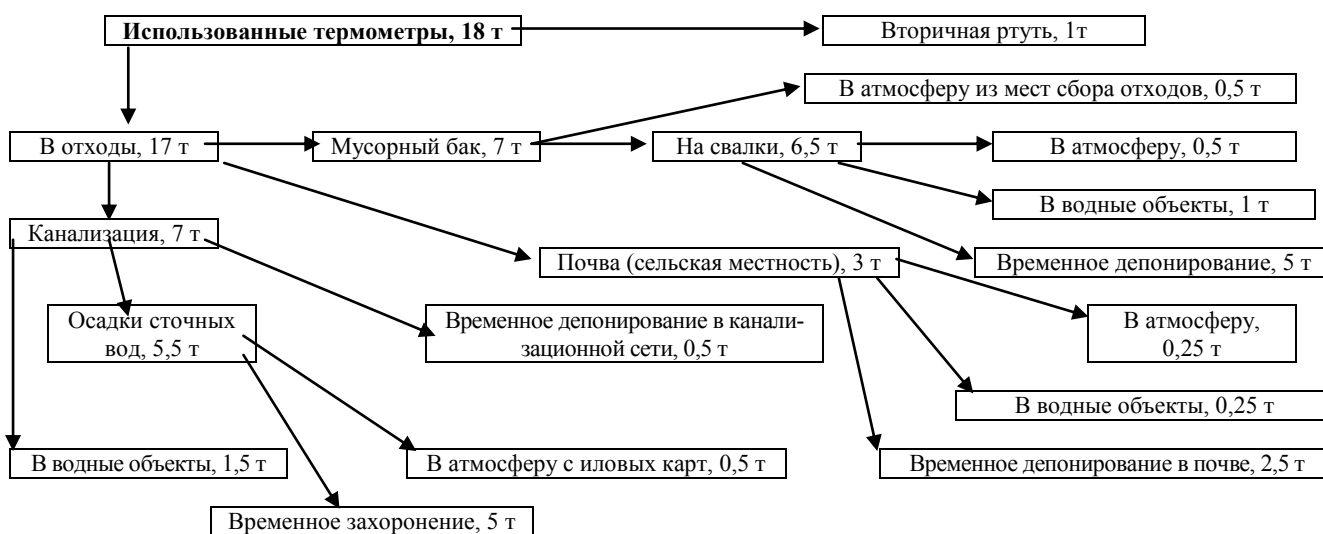 Использованные термометры, 18 т
Вторичная ртуть, 1т
В атмосферу из мест сбора отходов, 0,5 т
В отходы, 17 т
Мусорный бак, 7 т
На свалки, 6,5 т
В атмосферу, 0,5 т
В водные объекты, 1 т
Канализация, 7 т
Почва (сельская местность), 3 т
Временное депонирование, 5 т
Осадки сточных
вод, 5,5 т
Временное депонирование в канали-
зационной сети, 0,5 т
В атмосферу,
0,25 т
В водные объекты, 0,25 т
В водные объекты, 1,5 т
В атмосферу с иловых карт, 0,5 т
Временное депонирование в почве, 2,5 т
Временное захоронение, 5 т